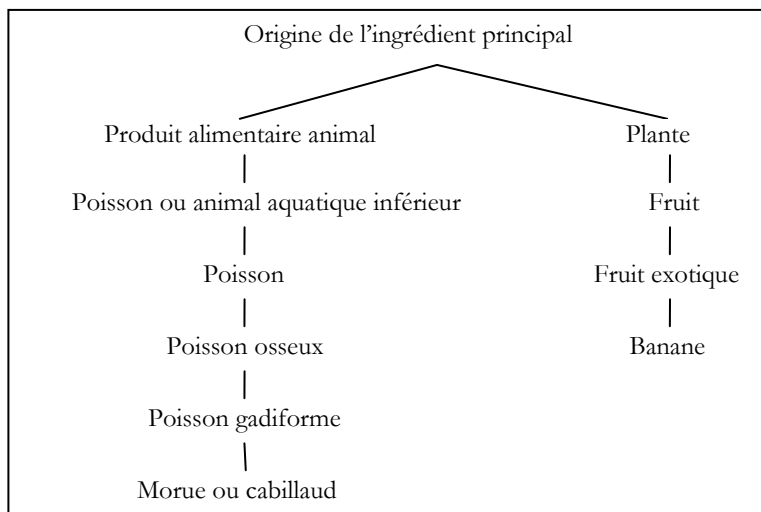 Origine de l’ingrédient principal
Produit alimentaire animal Plante
Poisson ou animal aquatique inférieur Fruit
Poisson Fruit exotique
Poisson osseux Banane
Poisson gadiforme
Morue ou cabillaud